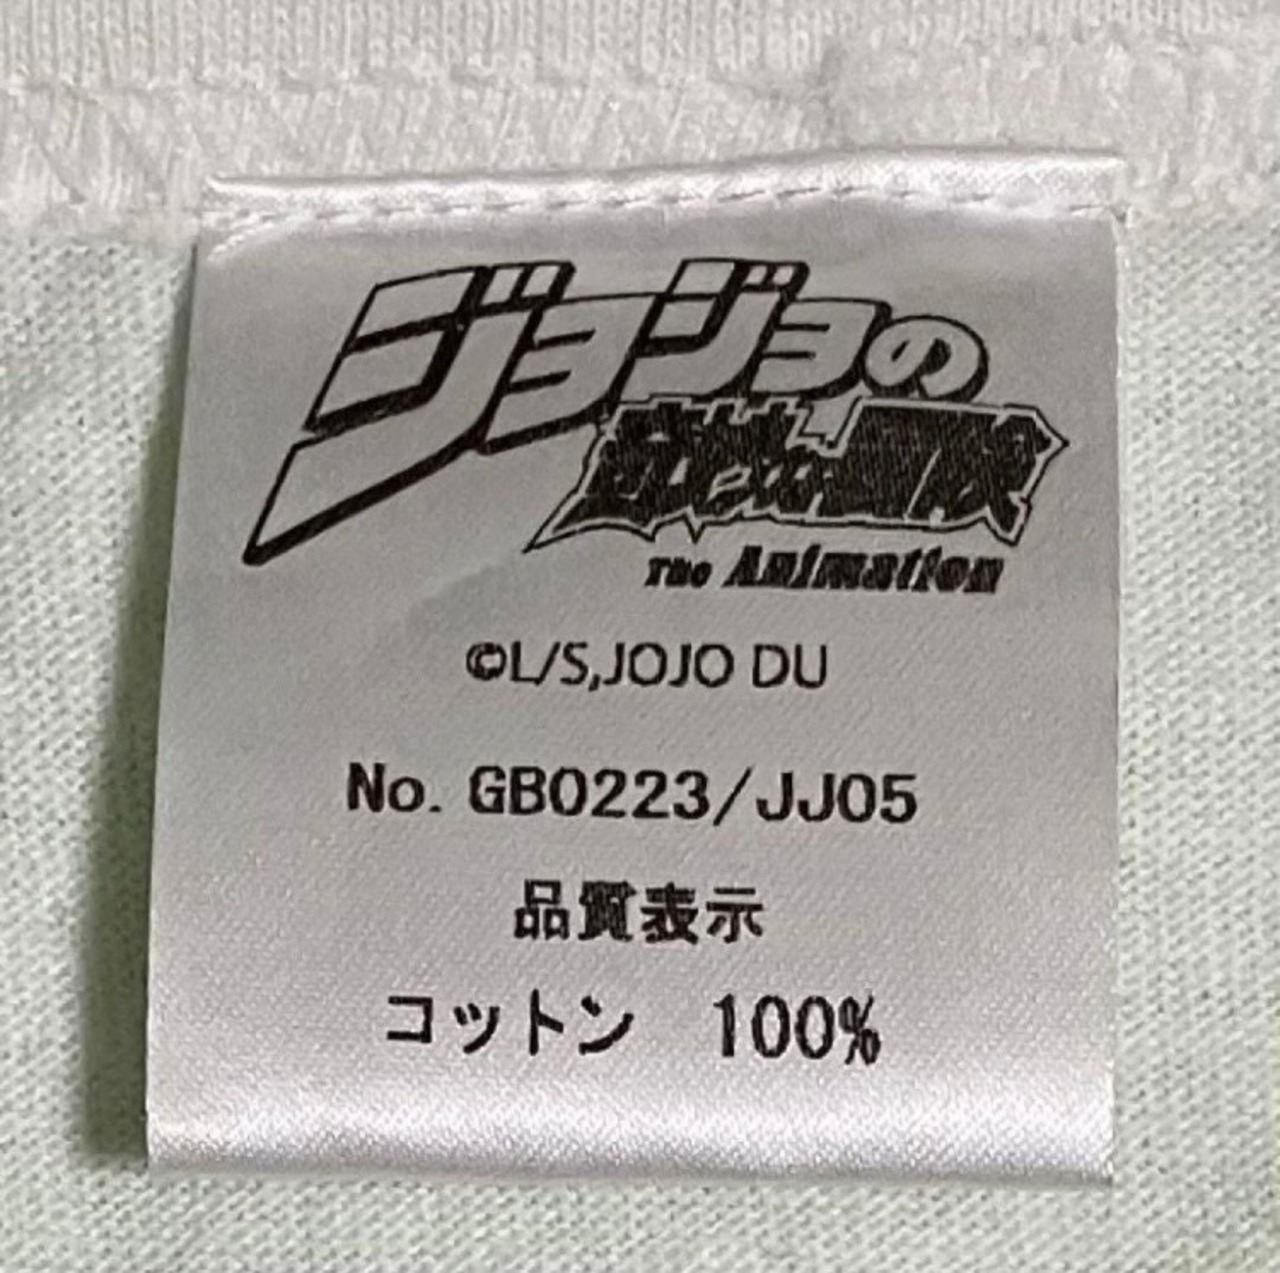 ジョジョの
奇妙な冒険
The Animation
©L/S,JOJO DU
No. GB0223/JJ05
品質表示
コットン 100%